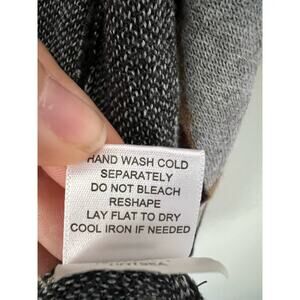 HAND WASH COLD
SEPARATELY
DO NOT BLEACH
RESHAPE
LAY FLAT TO DRY
COOL IRON IF NEEDED